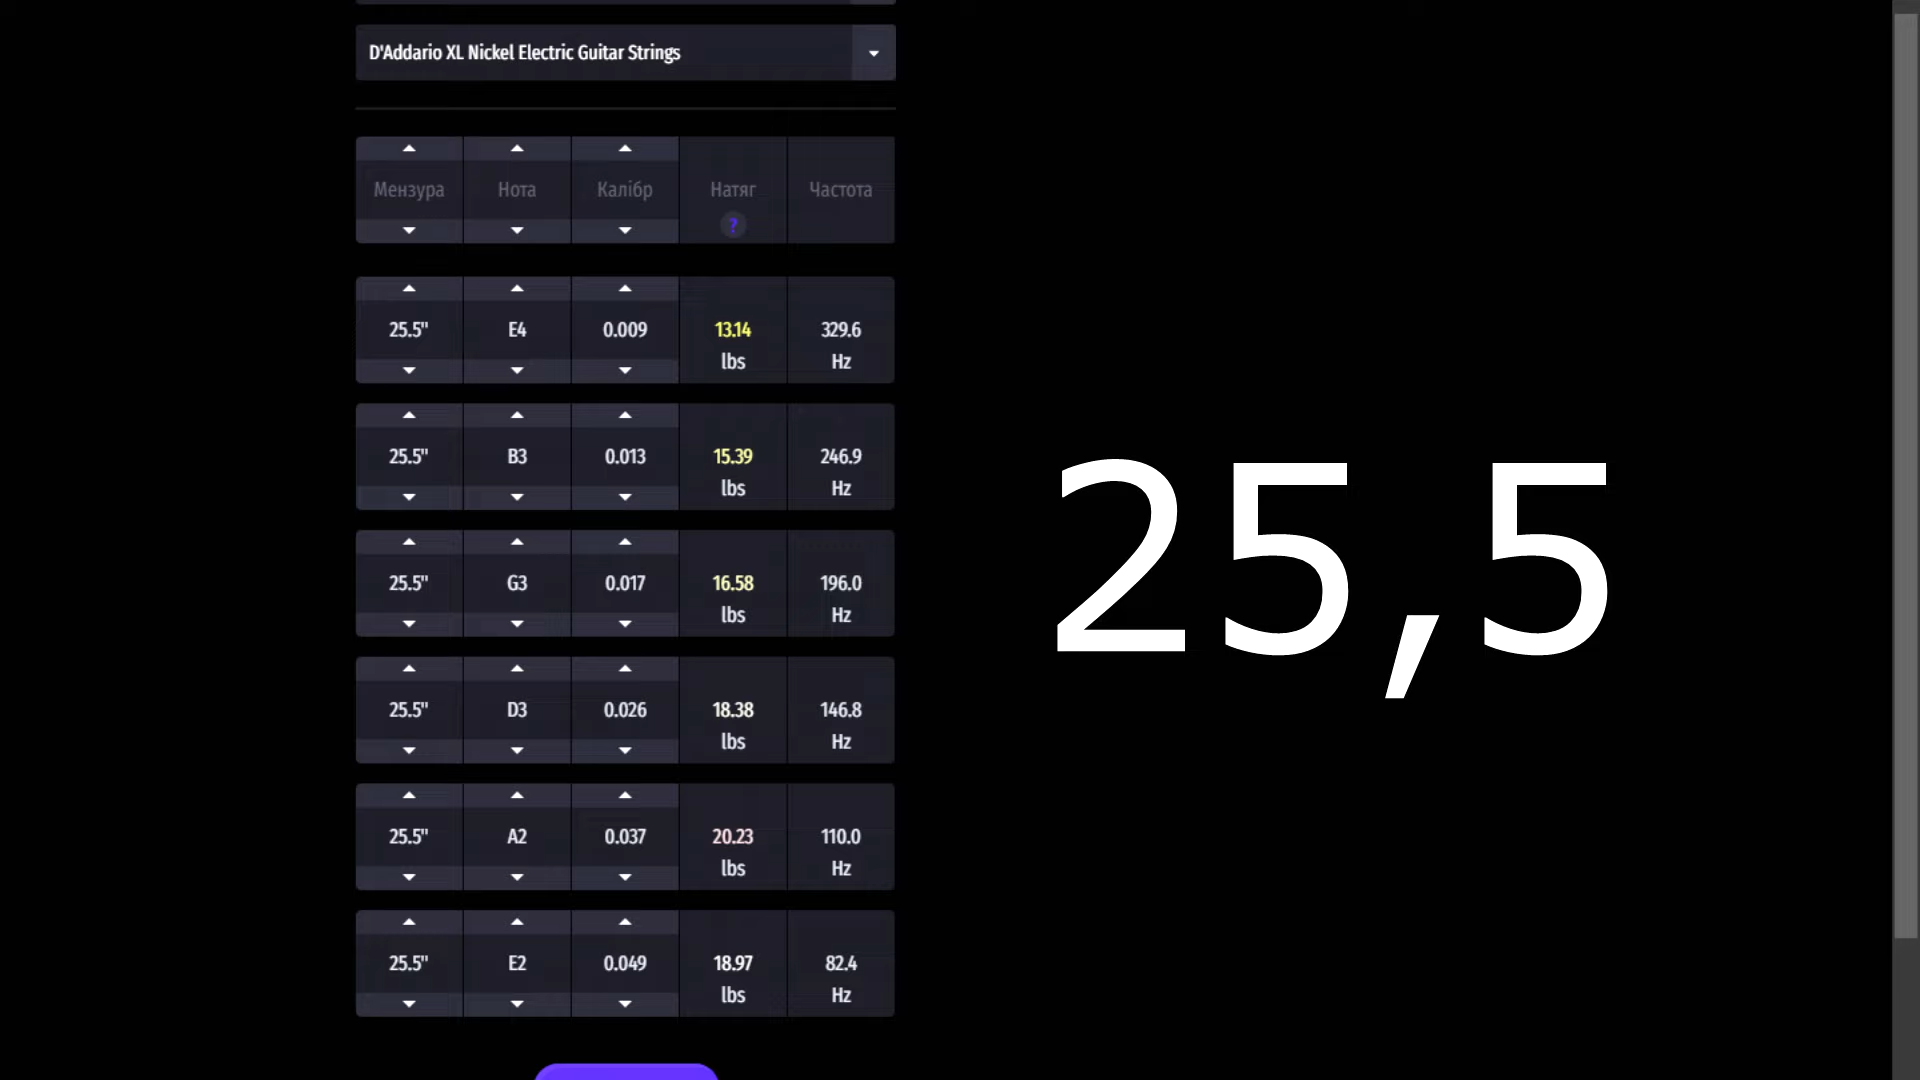 D'Addario XL Nickel Electric Guitar Strings
Мензура Нота Калібр Натяг Частота
?
25.5" E4 0.009 13.14 329.6
lbs Hz
25.5" B3 0.013 15.39 246.9
lbs Hz
25.5" G3 0.017 16.58 196.0
lbs Hz
25.5" D3 0.026 18.38 146.8
lbs Hz
25.5" A2 0.037 20.23 110.0
lbs Hz
25.5" E2 0.049 18.97 82.4
lbs Hz
25,5